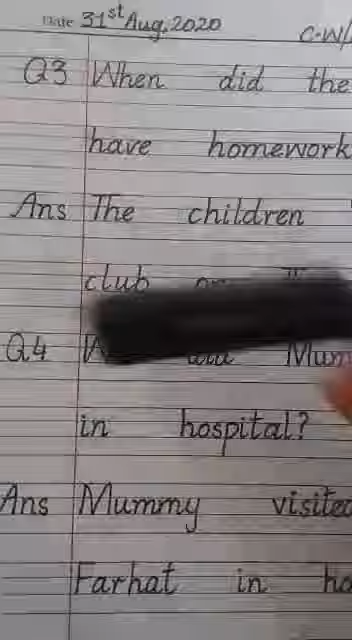 Date 31st Aug, 2020 C.W/
Q3 When did the
have homework
Ans The children
club
Q4 Mum
in hospital?
Ans Mummy visited
Farhat in ho